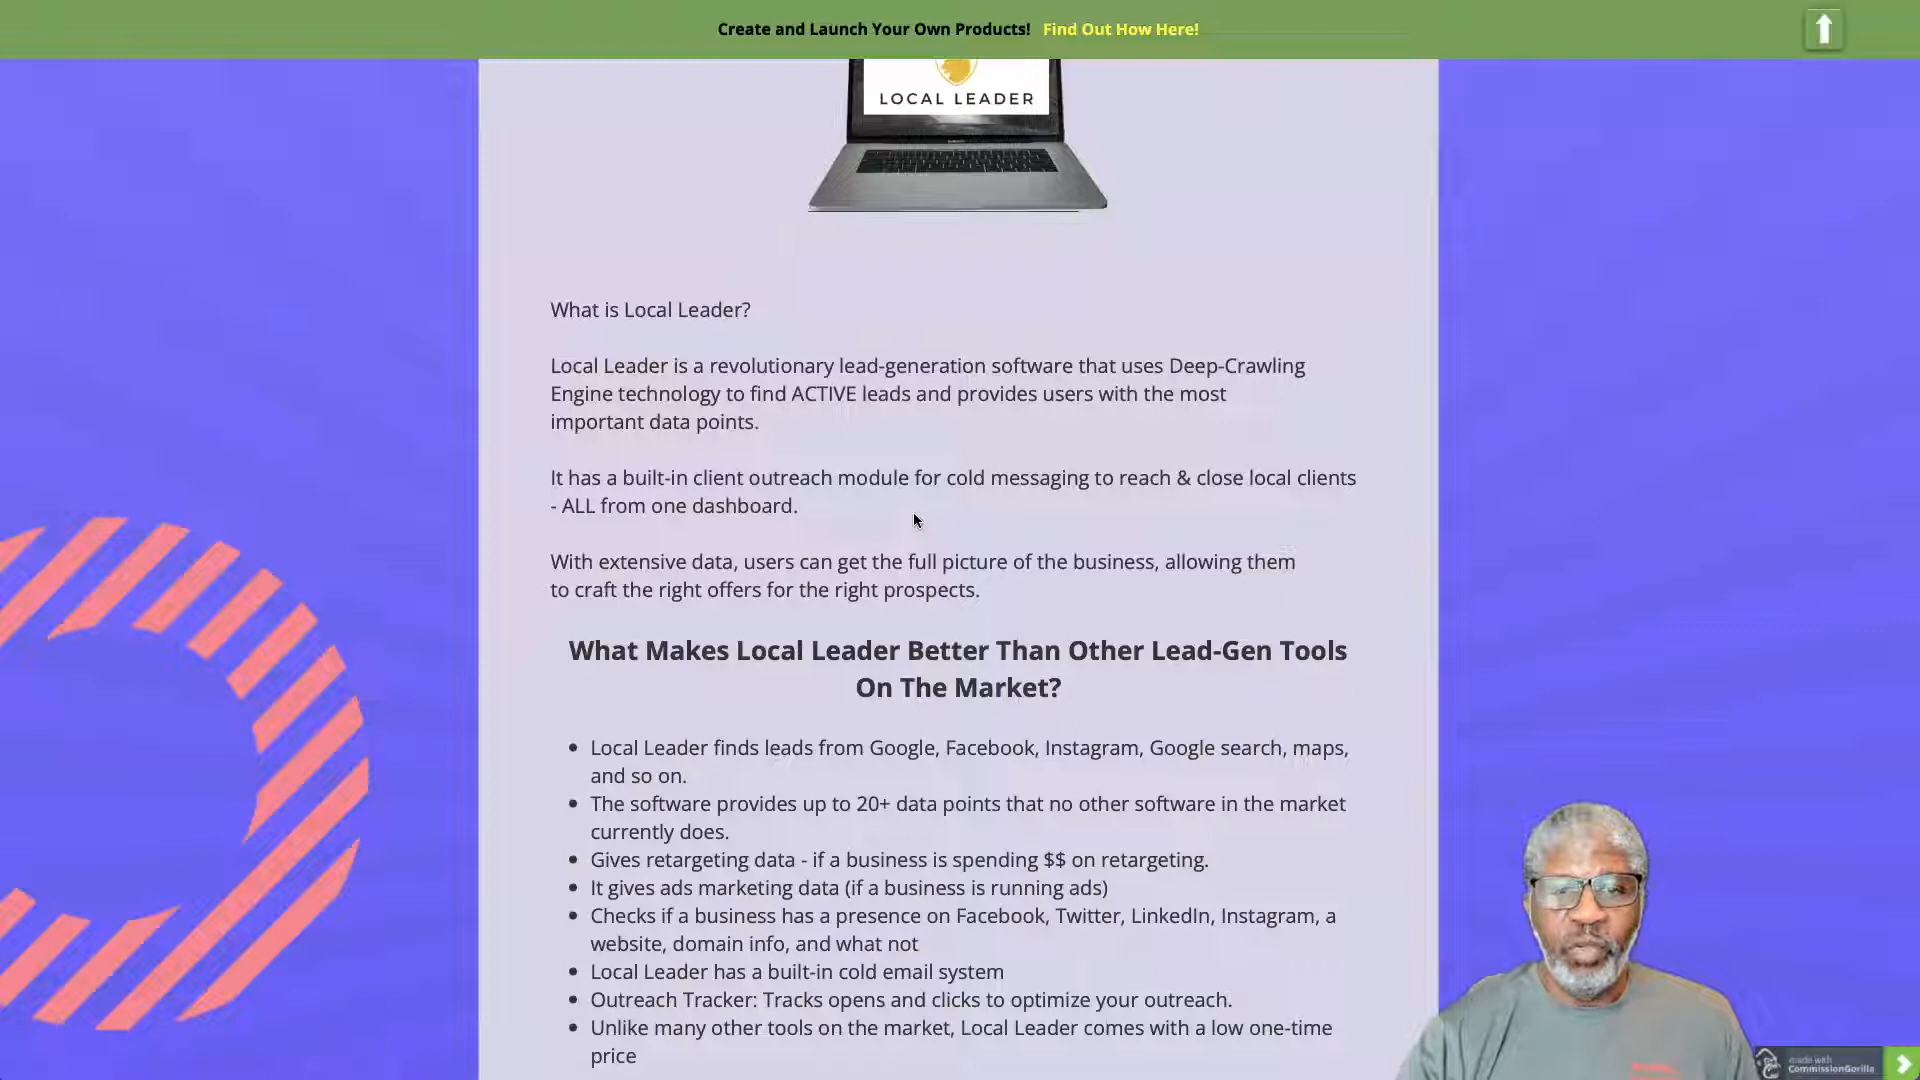 Create and Launch Your Own Products! Find Out How Here!
LOCAL LEADER
What is Local Leader?
Local Leader is a revolutionary lead-generation software that uses Deep-Crawling
Engine technology to find ACTIVE leads and provides users with the most
important data points.
It has a built-in client outreach module for cold messaging to reach & close local clients
- ALL from one dashboard.
With extensive data, users can get the full picture of the business, allowing them
to craft the right offers for the right prospects.
What Makes Local Leader Better Than Other Lead-Gen Tools
On The Market?
• Local Leader finds leads from Google, Facebook, Instagram, Google search, maps,
and so on.
• The software provides up to 20+ data points that no other software in the market
currently does.
• Gives retargeting data - if a business is spending $$ on retargeting.
• It gives ads marketing data (if a business is running ads)
• Checks if a business has a presence on Facebook, Twitter, LinkedIn, Instagram, a
website, domain info, and what not
• Local Leader has a built-in cold email system
• Outreach Tracker: Tracks opens and clicks to optimize your outreach.
• Unlike many other tools on the market, Local Leader comes with a low one-time
price
made with
CommissionGorilla